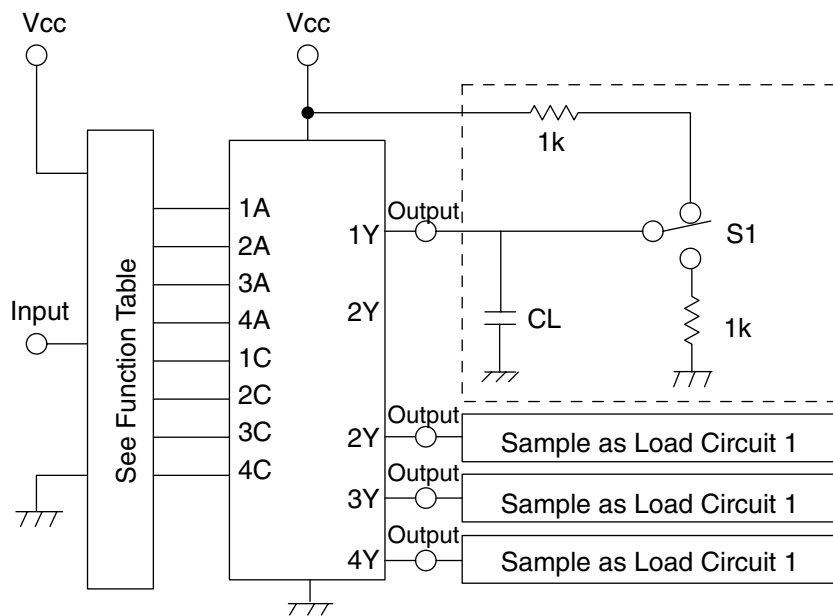 Vcc
Vcc
1k
Output
1A
2A
3A
4A
1C
2C
3C
4C
1Y
S1
Input
See Function Table
2Y
CL
1k
Output
2Y
Sample as Load Circuit 1
Output
3Y
Sample as Load Circuit 1
Output
4Y
Sample as Load Circuit 1